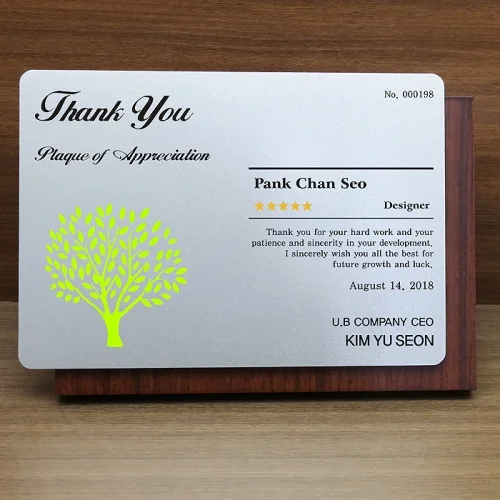 Thank You
Plaque of Appreciation
No. 000198
Pank Chan Seo
Designer
Thank you for your hard work and your
patience and sincerity in your development.
I sincerely wish you all the best for
future growth and luck.
August 14, 2018
U,B COMPANY CEO
KIM YU SEON